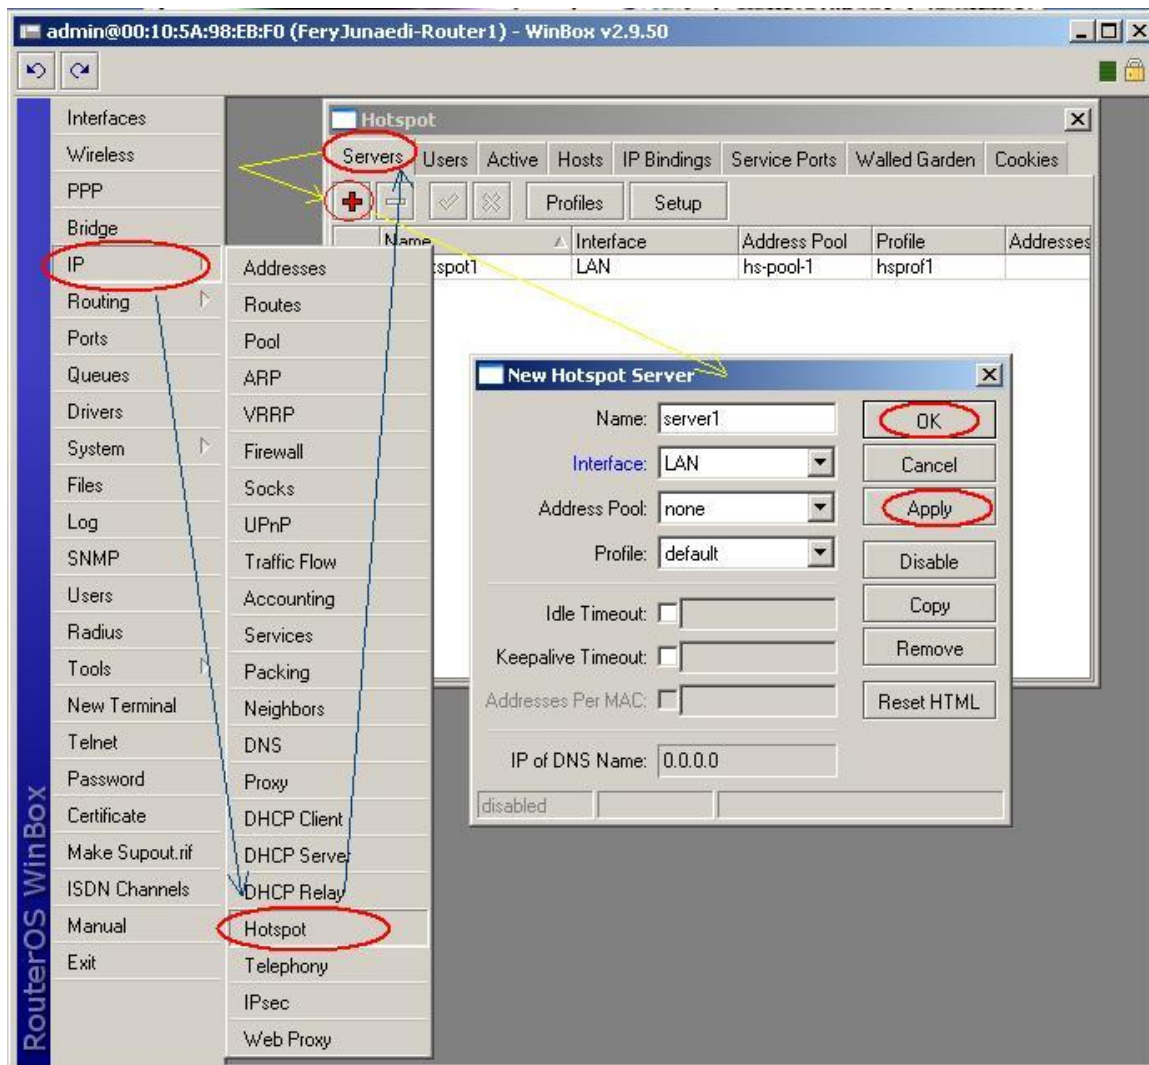 admin@00:10:5A:98:EB:F0 (FeryJunaedi-Router1) - WinBox v2.9.50
RouterOS WinBox
Interfaces
Wireless
PPP
Bridge
IP
Routing
Ports
Queues
Drivers
System
Files
Log
SNMP
Users
Radius
Tools
New Terminal
Telnet
Password
Certificate
Make Supout.rif
ISDN Channels
Manual
Exit
Addresses
Routes
Pool
ARP
VRRP
Firewall
Socks
UPnP
Traffic Flow
Accounting
Services
Packing
Neighbors
DNS
Proxy
DHCP Client
DHCP Server
DHCP Relay
Hotspot
Telephony
IPsec
Web Proxy
Hotspot
Servers Users Active Hosts IP Bindings Service Ports Walled Garden Cookies
Profiles Setup
Name Interface Address Pool Profile Addresses
tspot1 LAN hs-pool-1 hsprof1
New Hotspot Server
Name: server1
Interface: LAN
Address Pool: none
Profile: default
Idle Timeout:
Keepalive Timeout:
Addresses Per MAC:
IP of DNS Name: 0.0.0.0
disabled
OK
Cancel
Apply
Disable
Copy
Remove
Reset HTML